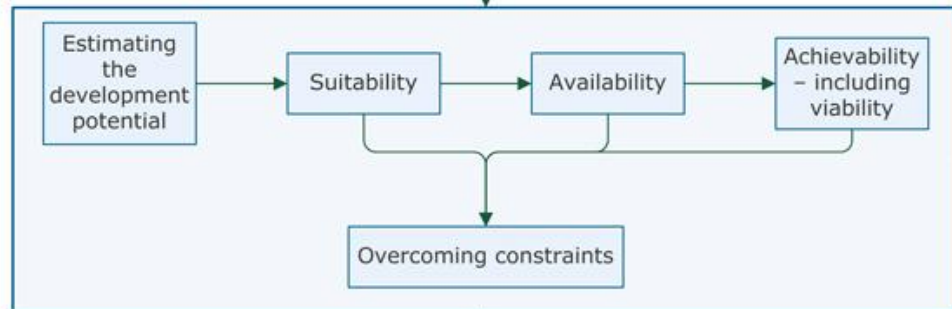 Estimating
the
development
potential
Suitability
Availability
Achievability
– including
viability
Overcoming constraints